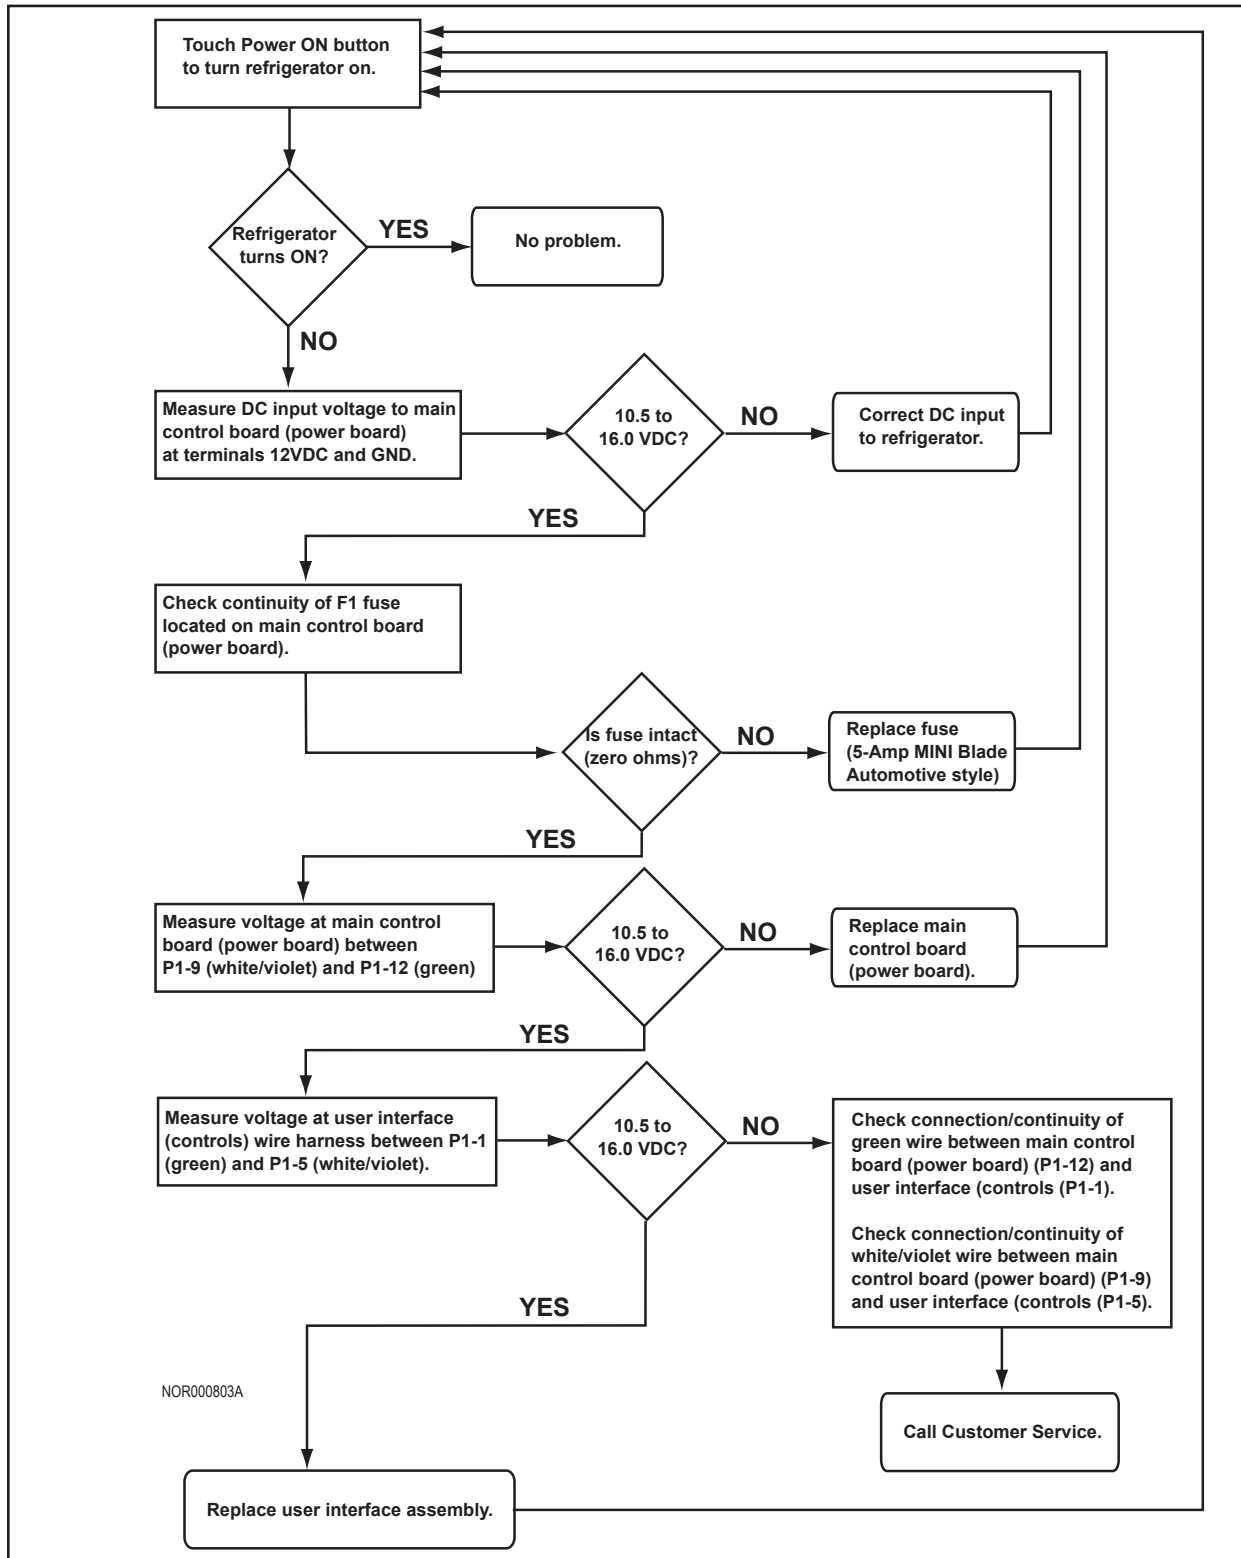 Touch Power ON button
to turn refrigerator on.
Refrigerator
turns ON?
YES
No problem.
NO
Measure DC input voltage to main
control board (power board)
at terminals 12VDC and GND.
10.5 to
16.0 VDC?
NO
Correct DC input
to refrigerator.
YES
Check continuity of F1 fuse
located on main control board
(power board).
Is fuse intact
(zero ohms)?
NO
Replace fuse
(5-Amp MINI Blade
Automotive style)
YES
Measure voltage at main control
board (power board) between
P1-9 (white/violet) and P1-12 (green)
10.5 to
16.0 VDC?
NO
Replace main
control board
(power board).
YES
Measure voltage at user interface
(controls) wire harness between P1-1
(green) and P1-5 (white/violet).
10.5 to
16.0 VDC?
NO
Check connection/continuity of
green wire between main control
board (power board) (P1-12) and
user interface (controls (P1-1).
Check connection/continuity of
white/violet wire between main
control board (power board) (P1-9)
and user interface (controls (P1-5).
YES
NOR000803A
Call Customer Service.
Replace user interface assembly.